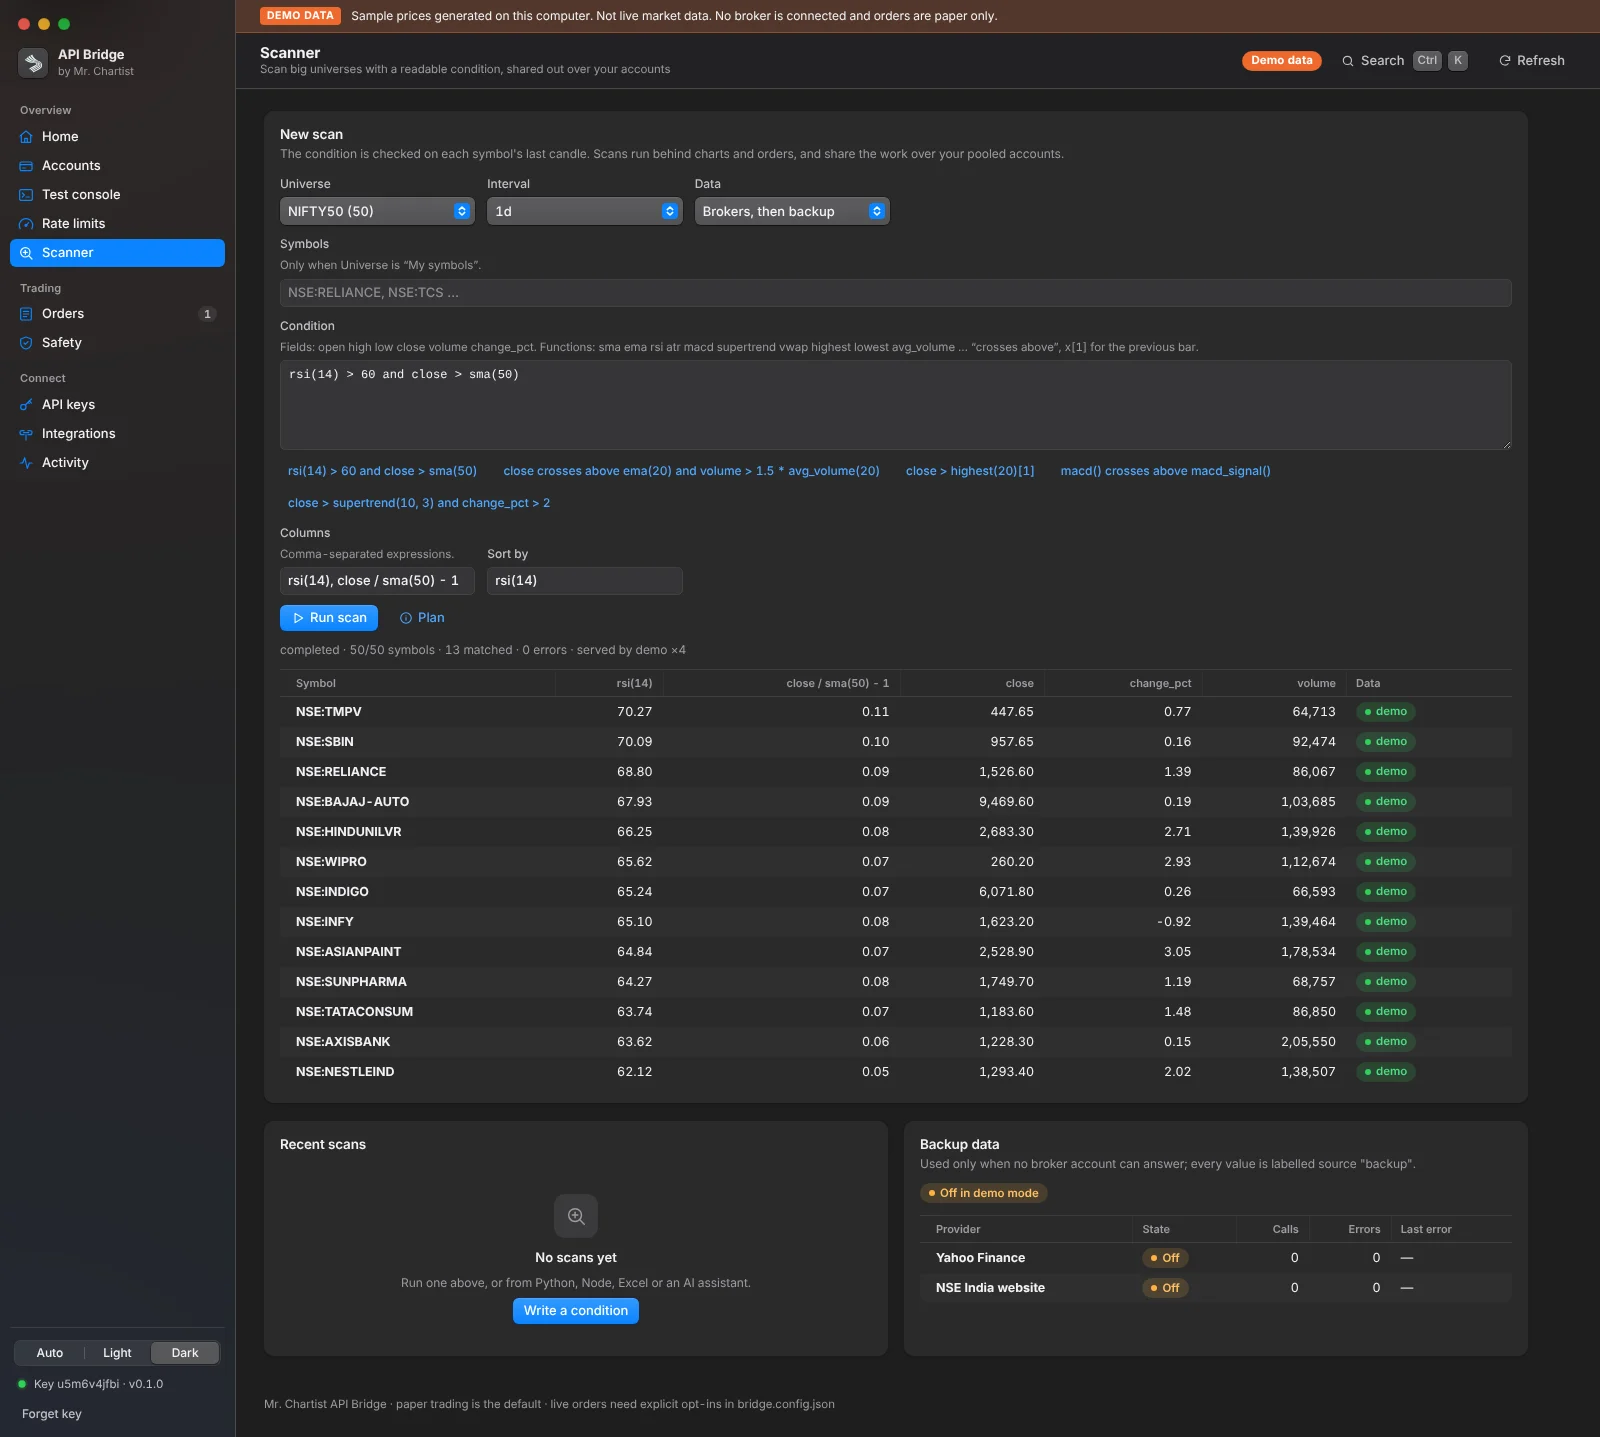 DEMO DATA Sample prices generated on this computer. Not live market data. No broker is connected and orders are paper only.
API Bridge
by Mr. Chartist
Overview
Home
Accounts
Test console
Rate limits
Scanner
Trading
Orders 1
Safety
Connect
API keys
Integrations
Activity
Auto Light Dark
Key u5m6v4jfbi · v0.1.0
Forget key
Scanner
Scan big universes with a readable condition, shared out over your accounts
Demo data Search Ctrl K Refresh
New scan
The condition is checked on each symbol's last candle. Scans run behind charts and orders, and share the work over your pooled accounts.
Universe Interval Data
NIFTY50 (50) 1d Brokers, then backup
Symbols
Only when Universe is “My symbols”.
NSE:RELIANCE, NSE:TCS ...
Condition
Fields: open high low close volume change_pct. Functions: sma ema rsi atr macd supertrend vwap highest lowest avg_volume ... “crosses above”, x[1] for the previous bar.
rsi(14) > 60 and close > sma(50)
rsi(14) > 60 and close > sma(50) close crosses above ema(20) and volume > 1.5 * avg_volume(20) close > highest(20)[1] macd() crosses above macd_signal()
close > supertrend(10, 3) and change_pct > 2
Columns
Comma-separated expressions. Sort by
rsi(14), close / sma(50) - 1 rsi(14)
Run scan Plan
completed · 50/50 symbols · 13 matched · 0 errors · served by demo ×4
Symbol rsi(14) close / sma(50) - 1 close change_pct volume Data
NSE:TMPV 70.27 0.11 447.65 0.77 64,713 demo
NSE:SBIN 70.09 0.10 957.65 0.16 92,474 demo
NSE:RELIANCE 68.80 0.09 1,526.60 1.39 86,067 demo
NSE:BAJAJ-AUTO 67.93 0.09 9,469.60 0.19 1,03,685 demo
NSE:HINDUNILVR 66.25 0.08 2,683.30 2.71 1,39,926 demo
NSE:WIPRO 65.62 0.07 260.20 2.93 1,12,674 demo
NSE:INDIGO 65.24 0.07 6,071.80 0.26 66,593 demo
NSE:INFY 65.10 0.08 1,623.20 -0.92 1,39,464 demo
NSE:ASIANPAINT 64.84 0.07 2,528.90 3.05 1,78,534 demo
NSE:SUNPHARMA 64.27 0.08 1,749.70 1.19 68,757 demo
NSE:TATACONSUM 63.74 0.07 1,183.60 1.48 86,850 demo
NSE:AXISBANK 63.62 0.06 1,228.30 0.15 2,05,550 demo
NSE:NESTLEIND 62.12 0.05 1,293.40 2.02 1,38,507 demo
Recent scans
No scans yet
Run one above, or from Python, Node, Excel or an AI assistant.
Write a condition
Backup data
Used only when no broker account can answer; every value is labelled source "backup".
Off in demo mode
Provider State Calls Errors Last error
Yahoo Finance Off 0 0 —
NSE India website Off 0 0 —
Mr. Chartist API Bridge · paper trading is the default · live orders need explicit opt-ins in bridge.config.json